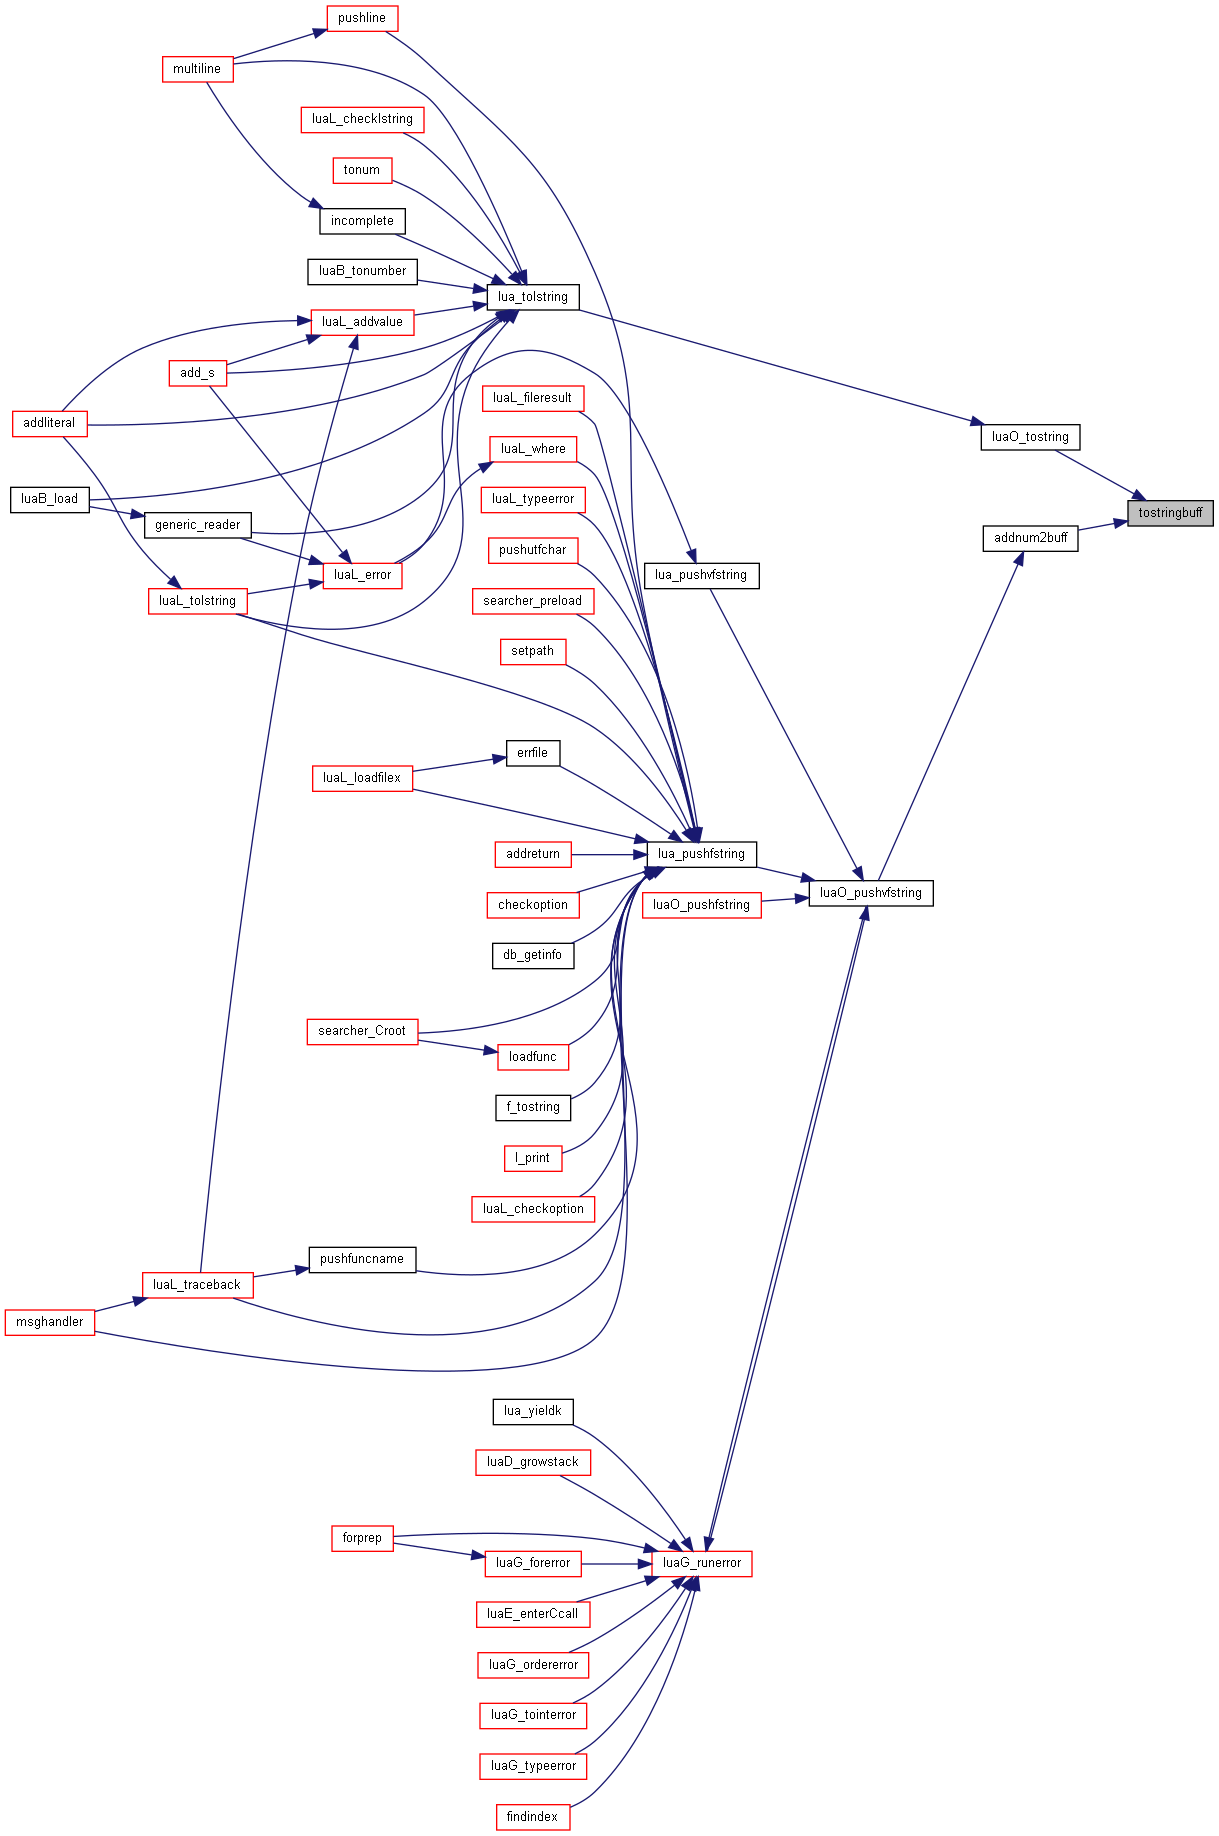 pushline
multiline
luaL_checklstring
tonum
incomplete
luaB_tonumber
lua_tolstring
luaL_addvalue
add_s
luaL_fileresult
addliteral
luaO_tostring
luaL_where
luaB_load
luaL_typeerror
tostringbuff
generic_reader
addnum2buff
pushutfchar
luaL_error
lua_pushvfstring
luaL_tolstring
searcher_preload
setpath
errfile
luaL_loadfilex
addreturn
lua_pushfstring
luaO_pushvfstring
checkoption
luaO_pushfstring
db_getinfo
searcher_Croot
loadfunc
f_tostring
l_print
luaL_checkoption
pushfuncname
luaL_traceback
msghandler
lua_yieldk
luaD_growstack
forprep
luaG_forerror
luaG_runerror
luaE_enterCcall
luaG_ordererror
luaG_tointerror
luaG_typeerror
findindex